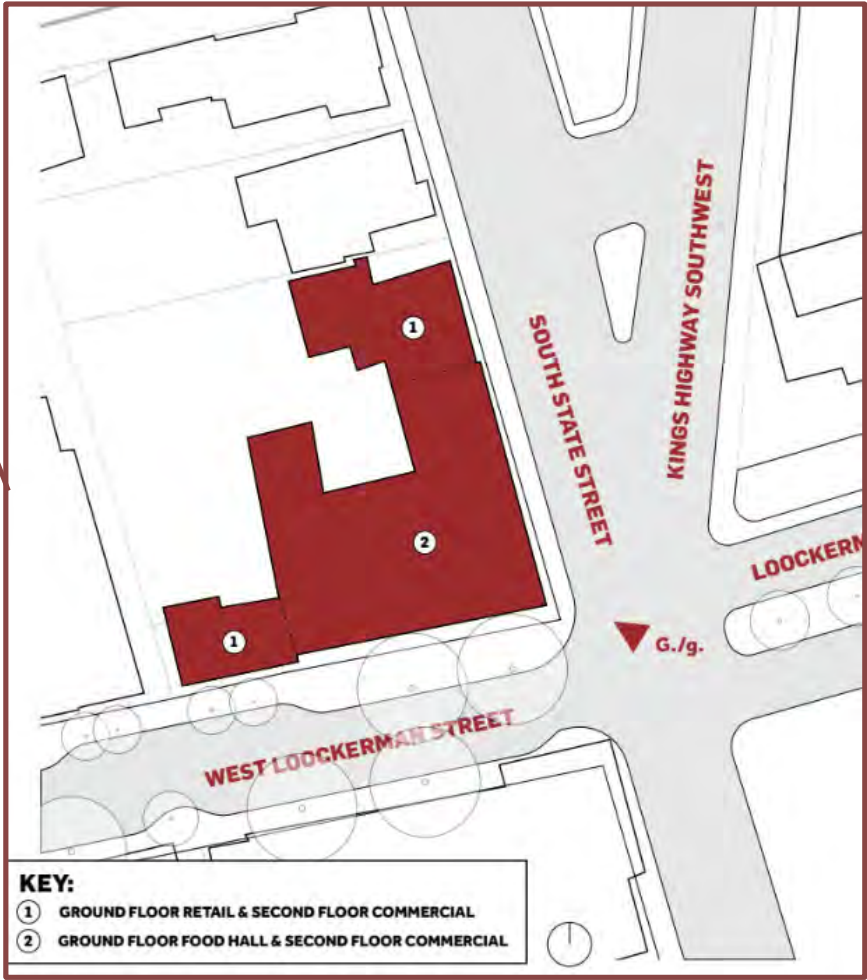 1
SOUTH STATE STREET
KINGS HIGHWAY SOUTHWEST
2
LOOCKERM
1
G./g.
WEST LOOCKERMAN STREET
KEY:
1 GROUND FLOOR RETAIL & SECOND FLOOR COMMERCIAL
2 GROUND FLOOR FOOD HALL & SECOND FLOOR COMMERCIAL